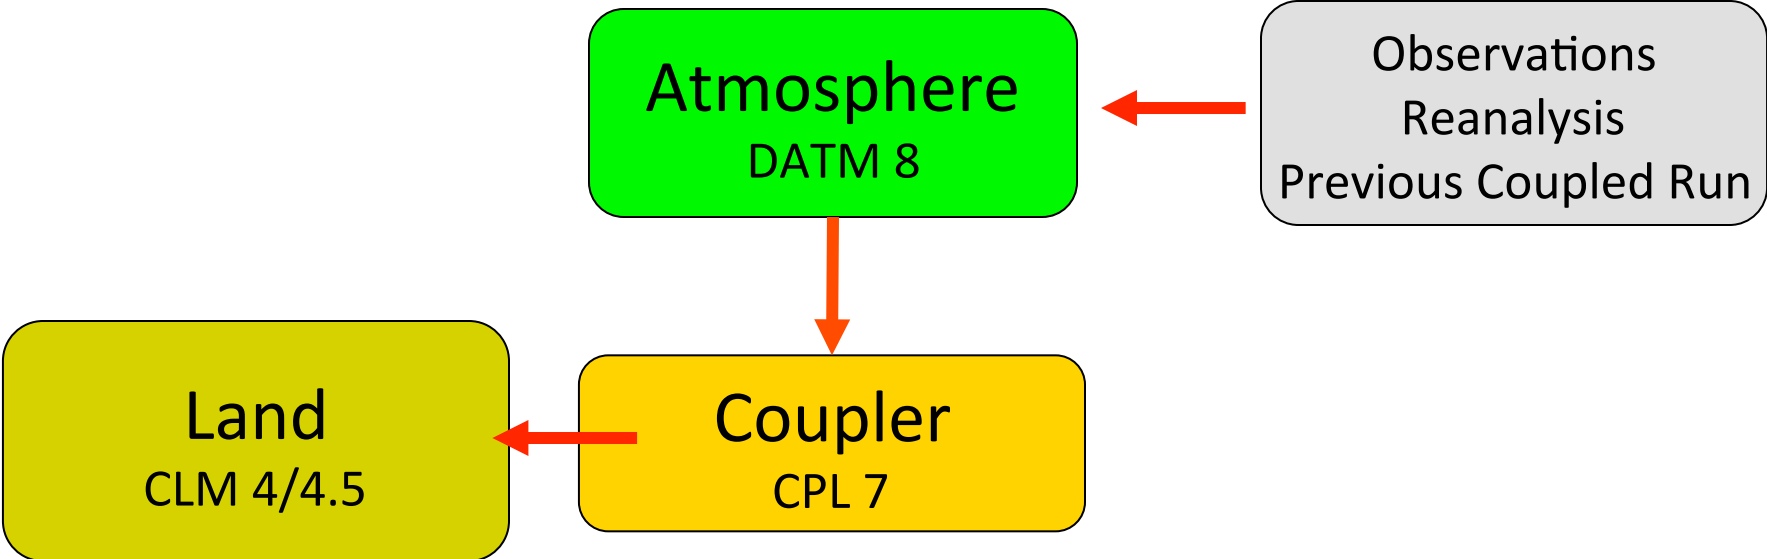 Atmosphere
DATM 8
Observations
Reanalysis
Previous Coupled Run
Land
CLM 4/4.5
Coupler
CPL 7